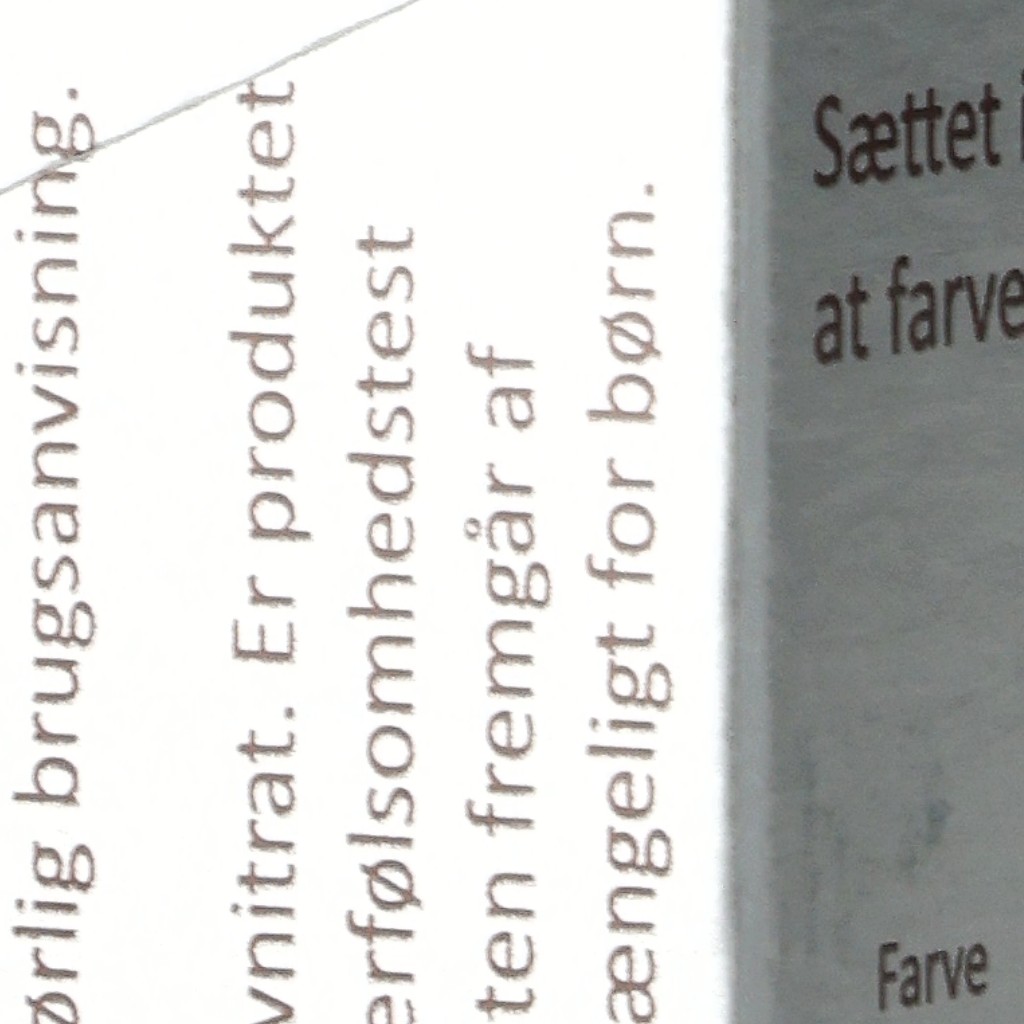 ørlig brugsanvisning.
vnitrat. Er produktet
erfølsomhedstest
ten fremgår af
ængeligt for børn.
Sættet i
at farve
Farve